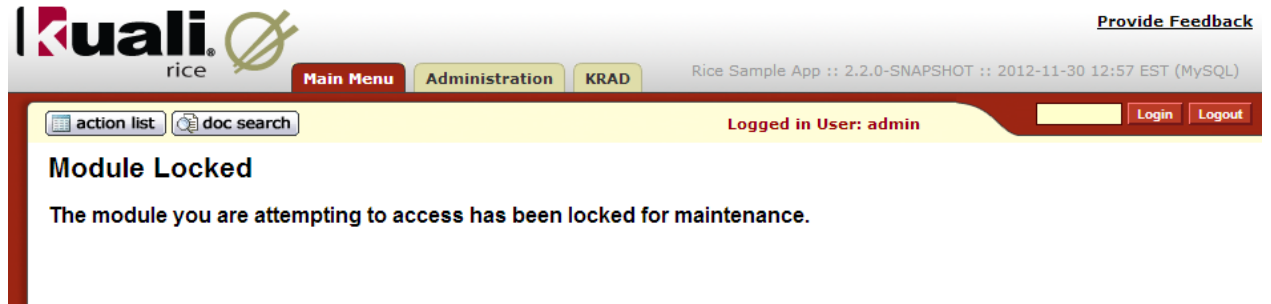 Kuali®
rice
Provide Feedback
Main Menu Administration KRAD Rice Sample App :: 2.2.0-SNAPSHOT :: 2012-11-30 12:57 EST (MySQL)
action list doc search Logged in User: admin Login Logout
Module Locked
The module you are attempting to access has been locked for maintenance.